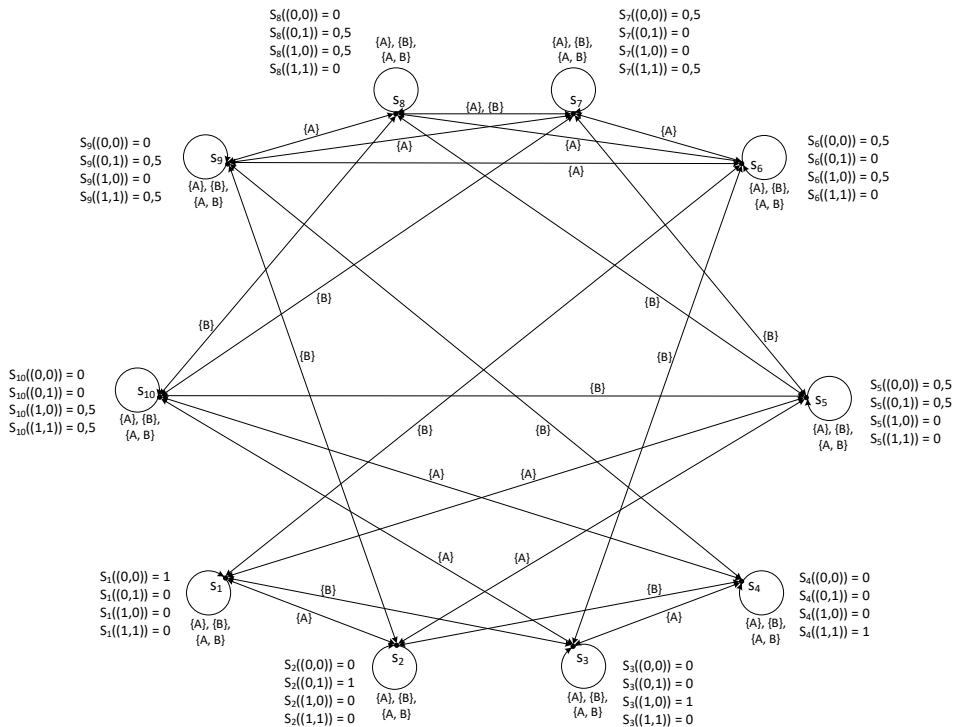 S8((0,0)) = 0
S8((0,1)) = 0,5
S8((1,0)) = 0,5
S8((1,1)) = 0
{A}, {B},
{A, B}
S8
{A}, {B},
{A, B}
S7
S7((0,0)) = 0,5
S7((0,1)) = 0
S7((1,0)) = 0
S7((1,1)) = 0,5
{A}, {B}
{A}
{A}
{A}
{A}
{A}
S9((0,0)) = 0
S9((0,1)) = 0,5
S9((1,0)) = 0
S9((1,1)) = 0,5
S9
{A}, {B},
{A, B}
S6
{A}, {B},
{A, B}
S6((0,0)) = 0,5
S6((0,1)) = 0
S6((1,0)) = 0,5
S6((1,1)) = 0
{B}
{B}
{B}
{B}
{B}
{B}
S10((0,0)) = 0
S10((0,1)) = 0
S10((1,0)) = 0,5
S10((1,1)) = 0,5
S10
{A}, {B},
{A, B}
{B}
S5
{A}, {B},
{A, B}
S5((0,0)) = 0,5
S5((0,1)) = 0,5
S5((1,0)) = 0
S5((1,1)) = 0
{B}
{B}
{A}
{A}
{A}
{A}
S1((0,0)) = 1
S1((0,1)) = 0
S1((1,0)) = 0
S1((1,1)) = 0
S1
{A}, {B},
{A, B}
{B}
{A}
{B}
{A}
S4
{A}, {B},
{A, B}
S4((0,0)) = 0
S4((0,1)) = 0
S4((1,0)) = 0
S4((1,1)) = 1
S2((0,0)) = 0
S2((0,1)) = 1
S2((1,0)) = 0
S2((1,1)) = 0
S2
{A}, {B},
{A, B}
S3
{A}, {B},
{A, B}
S3((0,0)) = 0
S3((0,1)) = 0
S3((1,0)) = 1
S3((1,1)) = 0